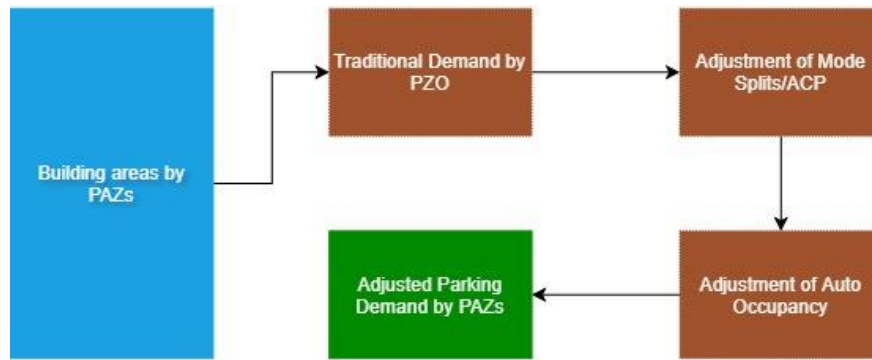 Building areas by
PAZs
Traditional Demand by
PZO
Adjustment of Mode
Splits/ACP
Adjustment of Auto
Occupancy
Adjusted Parking
Demand by PAZs